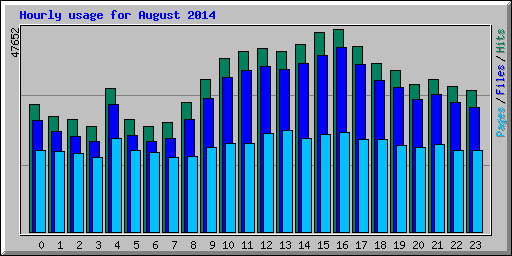 Hourly usage for August 2014
47652
Pages/Files/Hits
0 1 2 3 4 5 6 7 8 9 10 11 12 13 14 15 16 17 18 19 20 21 22 23